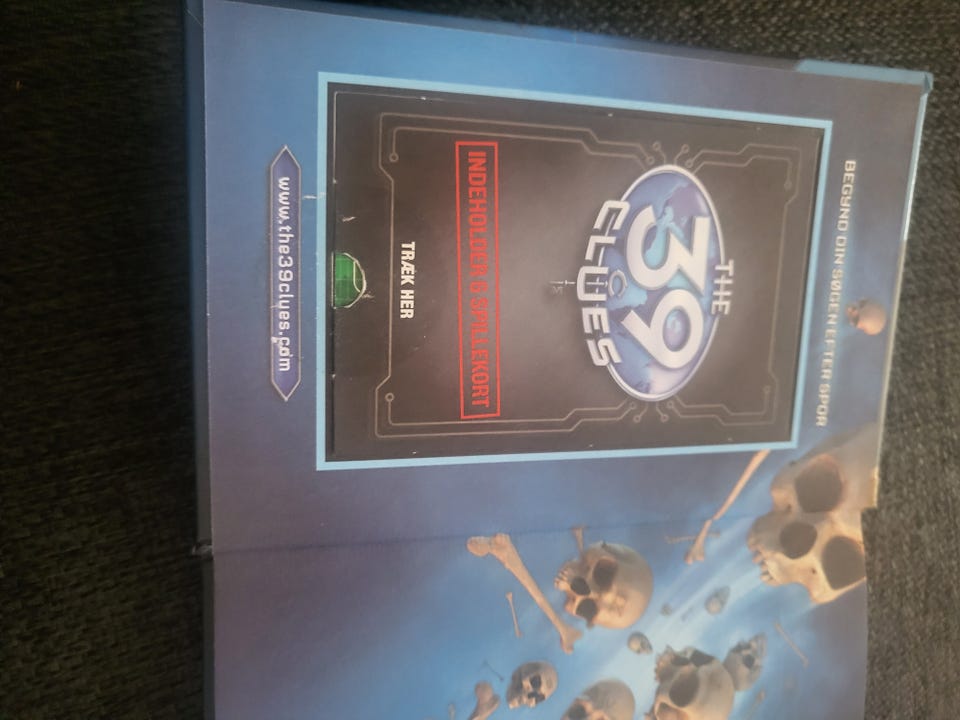 BEGYND DIN SØGEN EFTER SPOR
THE
39
CLUES
INDEHOLDER 6 SPILLEKORT
TRÆK HER
www.the39clues.com